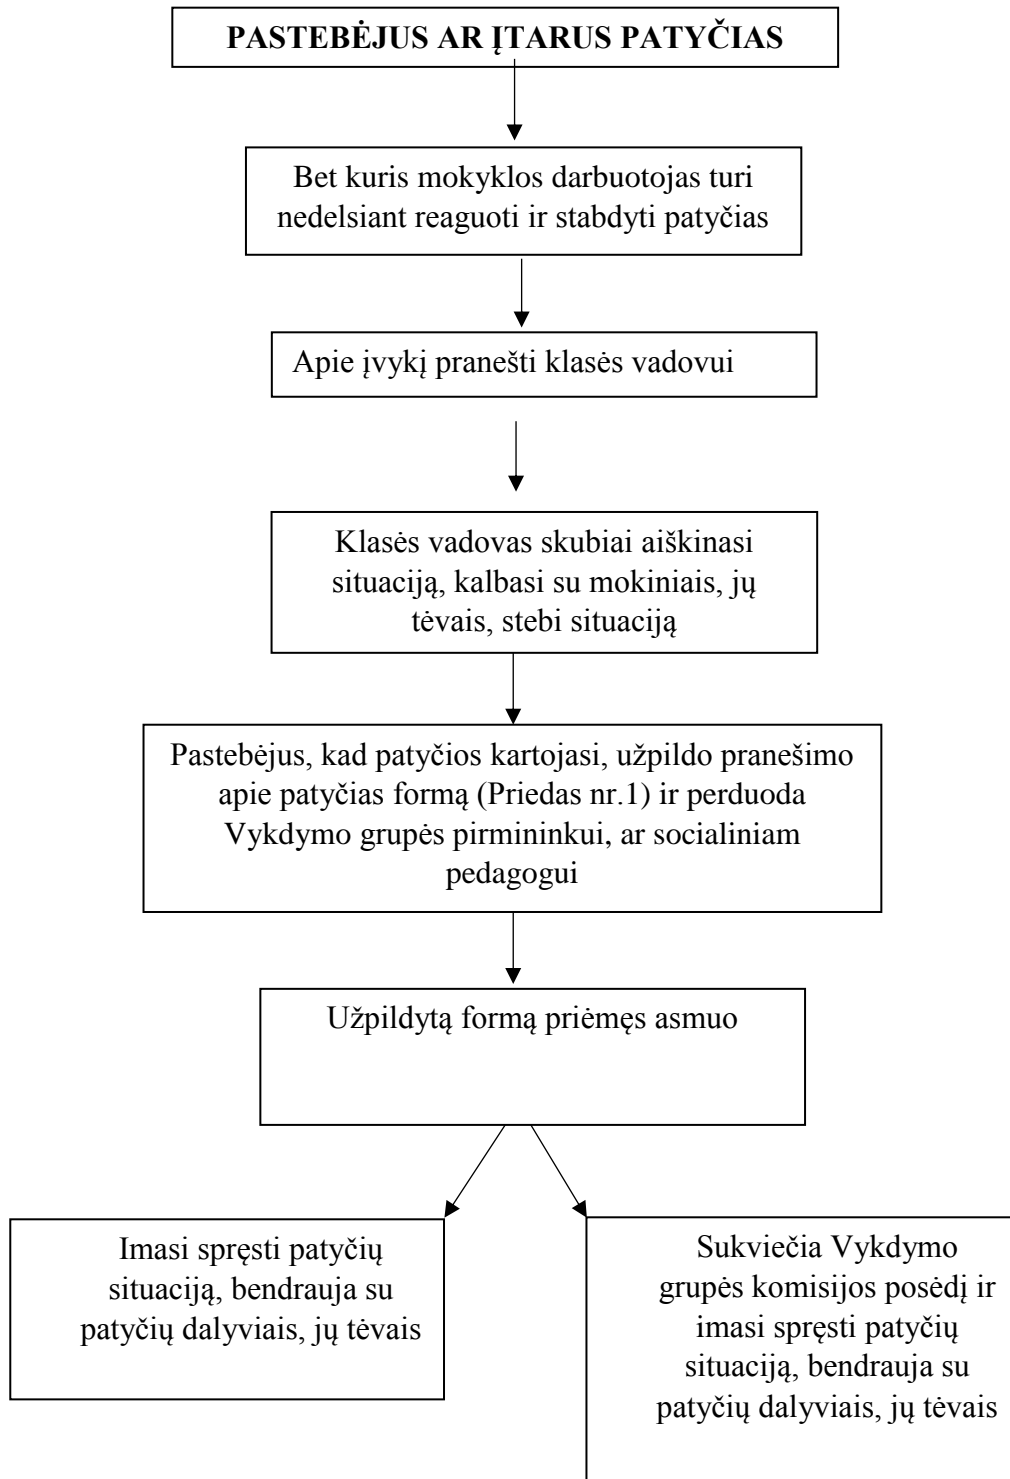 PASTEBĖJUS AR ĮTARUS PATYČIAS
Bet kuris mokyklos darbuotojas turi
nedelsiant reaguoti ir stabdyti patyčias
Apie įvykį pranešti klasės vadovui
Klasės vadovas skubiai aiškinasi
situaciją, kalbasi su mokiniais, jų
tėvais, stebi situaciją
Pastebėjus, kad patyčios kartojasi, užpildo pranešimo
apie patyčias formą (Priedas nr.1) ir perduoda
Vykdymo grupės pirmininkui, ar socialiniam
pedagogui
Užpildytą formą priėmęs asmuo
Imasi spręsti patyčių
situaciją, bendrauja su
patyčių dalyviais, jų tėvais
Sukviečia Vykdymo
grupės komisijos posėdį ir
imasi spręsti patyčių
situaciją, bendrauja su
patyčių dalyviais, jų tėvais